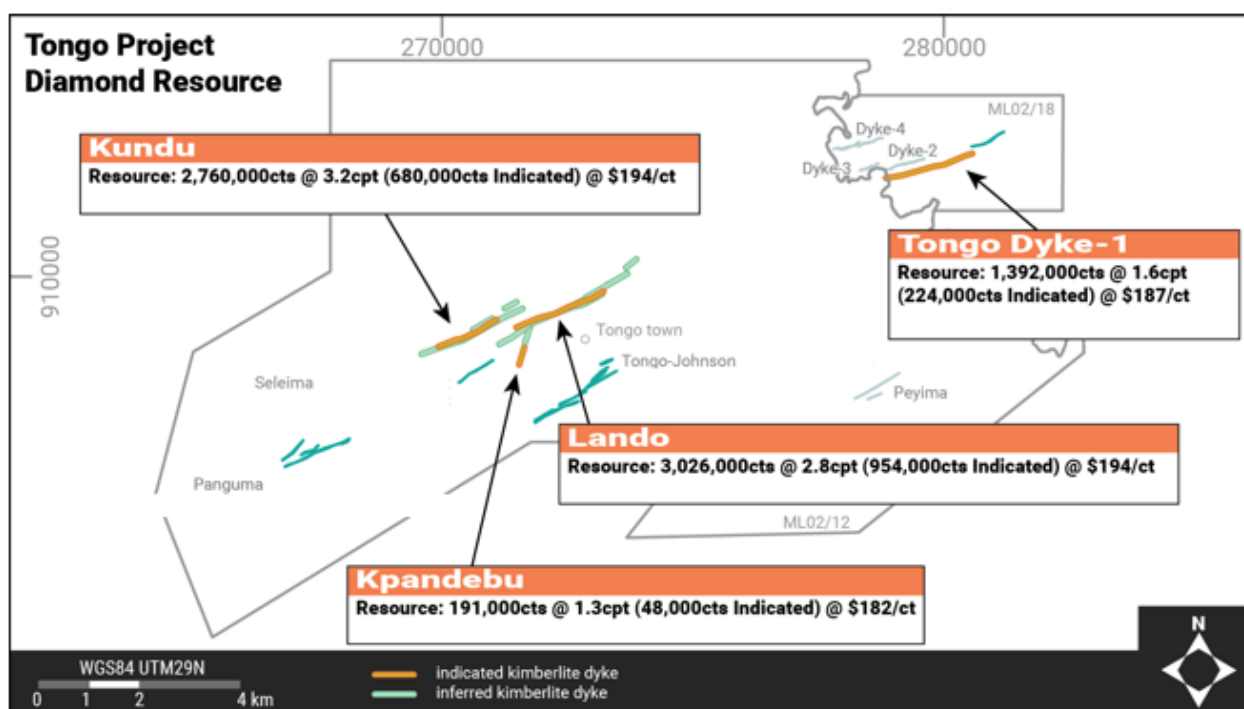 Tongo Project
Diamond Resource
270000
280000
910000
ML02/18
Dyke-4
Dyke-2
Dyke-3
Kundu
Resource: 2,760,000cts @ 3.2cpt (680,000cts Indicated) @ $194/ct
Tongo Dyke-1
Resource: 1,392,000cts @ 1.6cpt
(224,000cts Indicated) @ $187/ct
Tongo town
Tongo-Johnson
Seleima
Peyima
Panguma
Lando
Resource: 3,026,000cts @ 2.8cpt (954,000cts Indicated) @ $194/ct
ML02/12
Kpandebu
Resource: 191,000cts @ 1.3cpt (48,000cts Indicated) @ $182/ct
WGS84 UTM29N
0 1 2 4 km
indicated kimberlite dyke
inferred kimberlite dyke
N